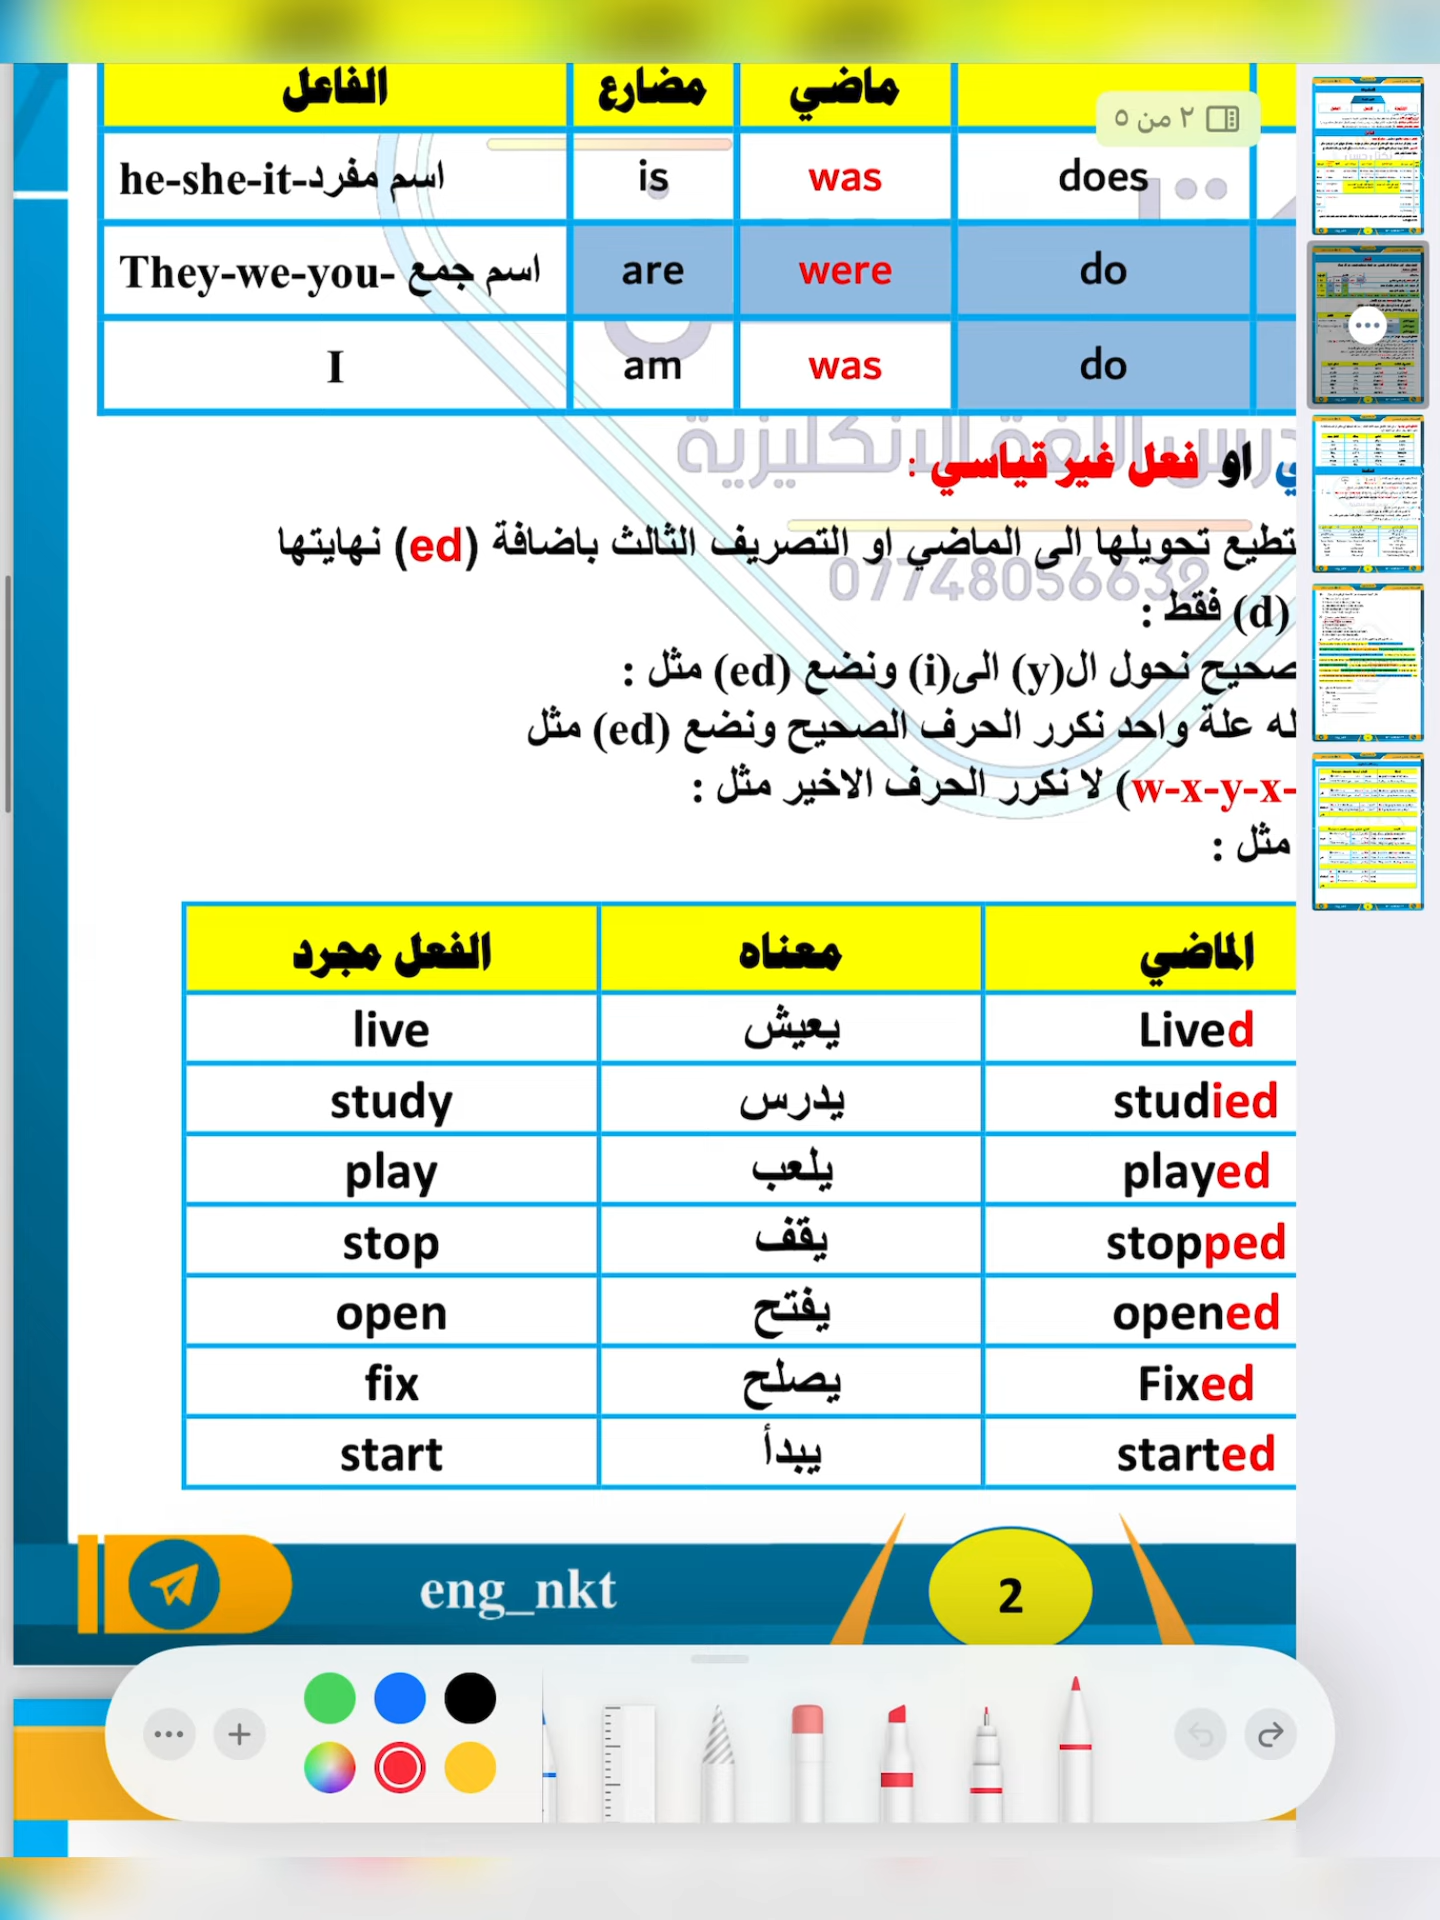 ٢ من ٥
الفاعل مضارع ماضي
he-she-it-اسم مفرد is was does
They-we-you- اسم جمع are were do
I am was do
درس اللغة الانكليزية
او فعل غير قياسي :
تطيع تحويلها الى الماضي او التصريف الثالث باضافة (ed) نهايتها
07748056632
(d) فقط :
صحيح نحول ال(y) الى(i) ونضع (ed) مثل :
له علة واحد نكرر الحرف الصحيح ونضع (ed) مثل
w-x-y-x-) لا نكرر الحرف الاخير مثل :
مثل :
الفعل مجرد معناه الماضي
live يعيش Lived
study يدرس studied
play يلعب played
stop يقف stopped
open يفتح opened
fix يصلح Fixed
start يبدأ started
eng_nkt 2